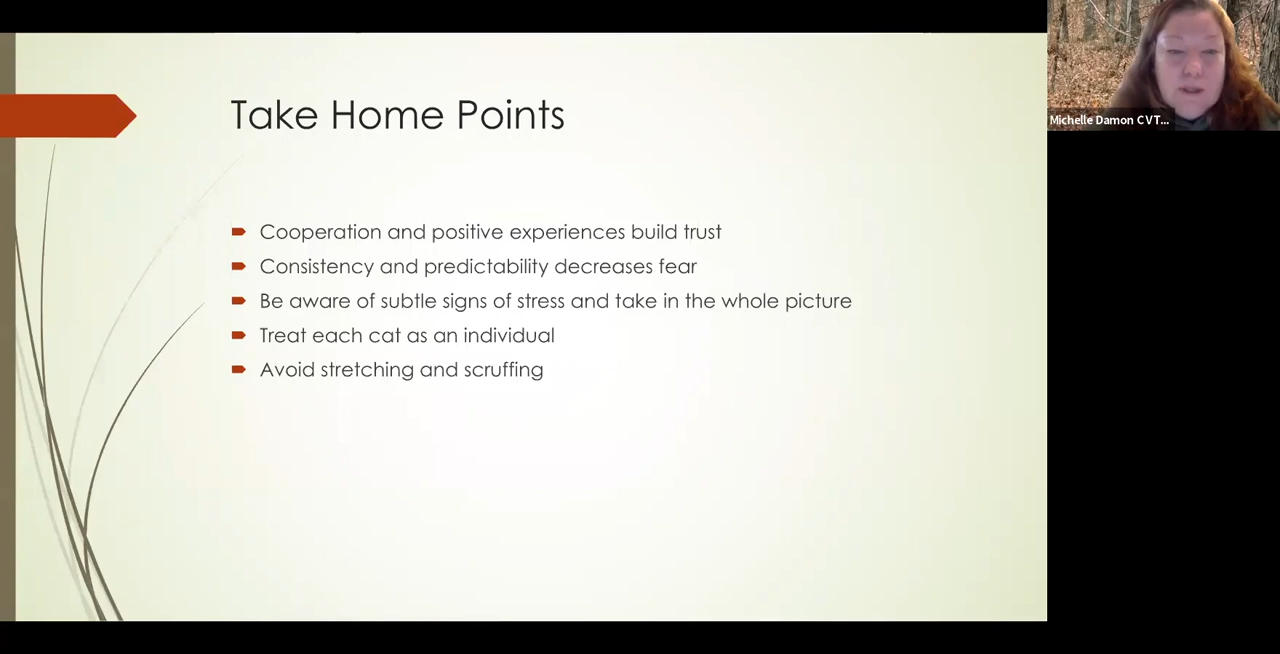 Take Home Points
Cooperation and positive experiences build trust
Consistency and predictability decreases fear
Be aware of subtle signs of stress and take in the whole picture
Treat each cat as an individual
Avoid stretching and scruffing
Michelle Damon CVT...